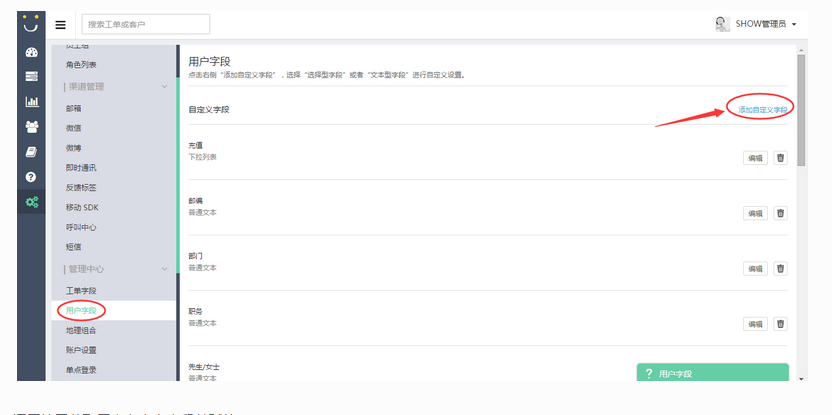 搜索工单或客户
SHOW管理员
角色列表
渠道管理
邮箱
微信
微博
即时通讯
反馈标签
移动 SDK
呼叫中心
短信
管理中心
工单字段
用户字段
地理组合
账户设置
单点登录
用户字段
点击右侧“添加自定义字段”,选择“选择型字段”或者“文本型字段”进行自定义设置。
自定义字段
添加自定义字段
充值
下拉列表
编辑
邮编
普通文本
编辑
部门
普通文本
编辑
职务
普通文本
编辑
先生/女士
普通文本
? 用户字段